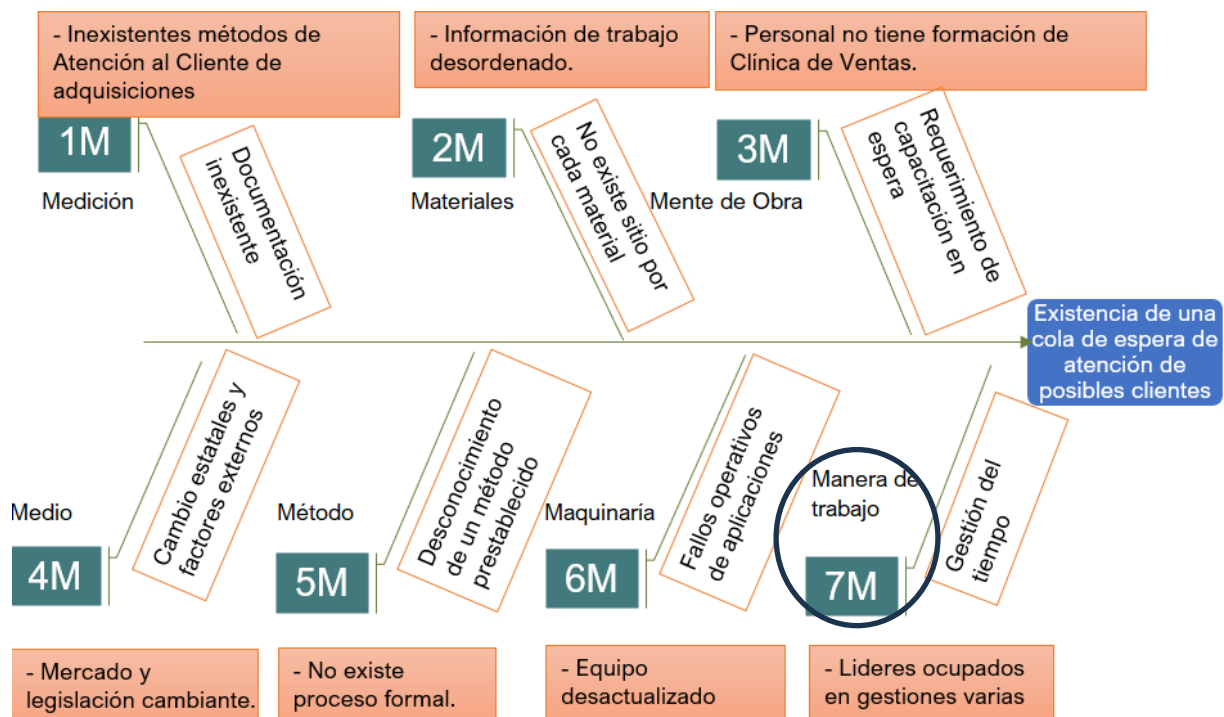 - Inexistentes métodos de
Atención al Cliente de
adquisiciones
- Información de trabajo
desordenado.
- Personal no tiene formación de
Clínica de Ventas.
1M
Medición
Documentación
inexistente
2M
Materiales
No existe sitio por
cada material
3M
Mente de Obra
Requerimiento de
capacitación en
espera
Existencia de una
cola de espera de
atención de
posibles clientes
Medio
4M
Cambio estatales y
factores externos
Método
5M
Desconocimiento
de un método
prestablecido
Maquinaría
6M
Fallos operativos
de aplicaciones
Manera de
trabajo
7M
Gestión del
tiempo
- Mercado y
legislación cambiante.
- No existe
proceso formal.
- Equipo
desactualizado
- Lideres ocupados
en gestiones varias